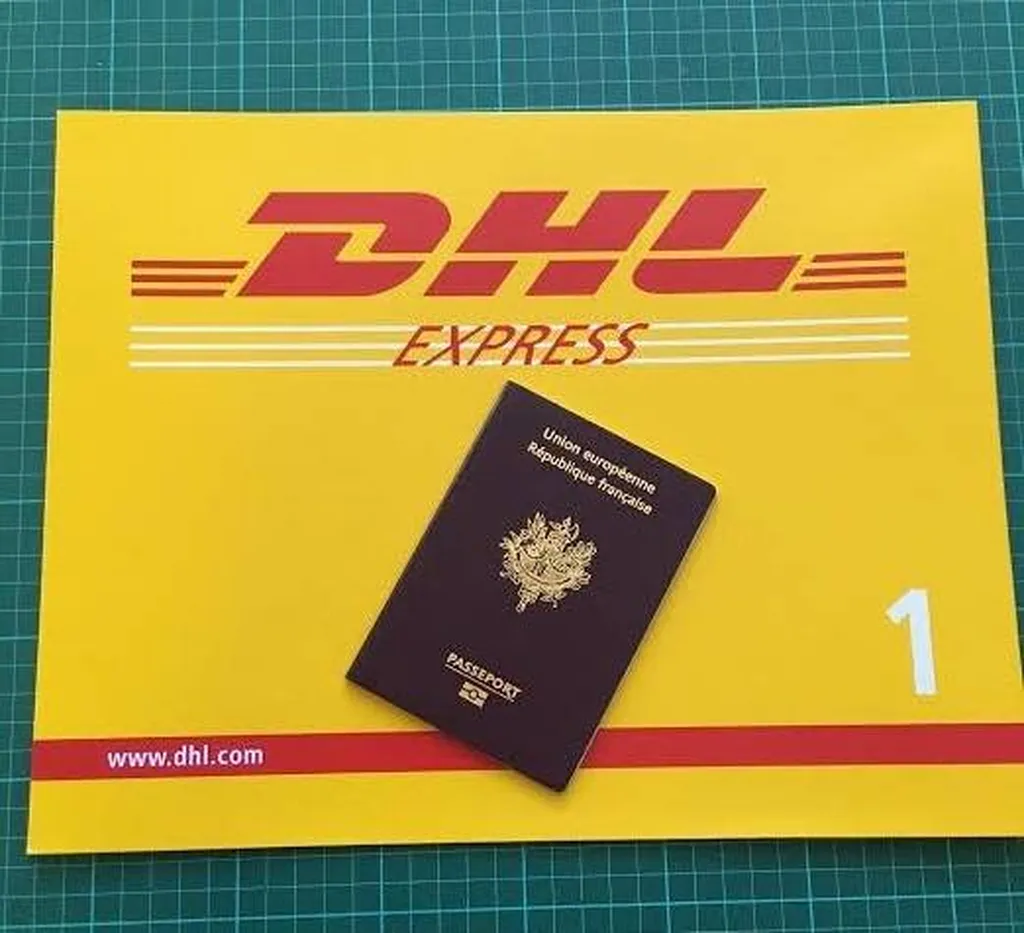 DHL
EXPRESS
Union européenne
République française
PASSEPORT
1
www.dhl.com